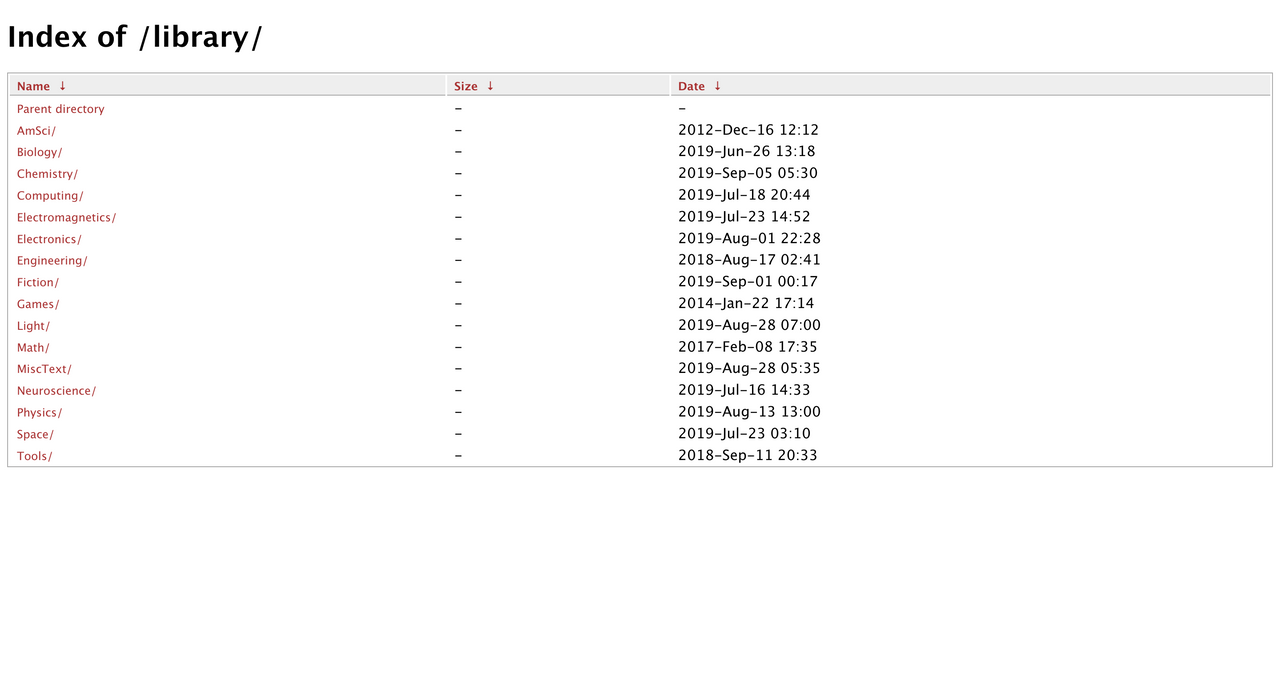 Index of /library/
Name ↓ Size ↓ Date ↓
Parent directory - -
AmSci/ - 2012-Dec-16 12:12
Biology/ - 2019-Jun-26 13:18
Chemistry/ - 2019-Sep-05 05:30
Computing/ - 2019-Jul-18 20:44
Electromagnetics/ - 2019-Jul-23 14:52
Electronics/ - 2019-Aug-01 22:28
Engineering/ - 2018-Aug-17 02:41
Fiction/ - 2019-Sep-01 00:17
Games/ - 2014-Jan-22 17:14
Light/ - 2019-Aug-28 07:00
Math/ - 2017-Feb-08 17:35
MiscText/ - 2019-Aug-28 05:35
Neuroscience/ - 2019-Jul-16 14:33
Physics/ - 2019-Aug-13 13:00
Space/ - 2019-Jul-23 03:10
Tools/ - 2018-Sep-11 20:33